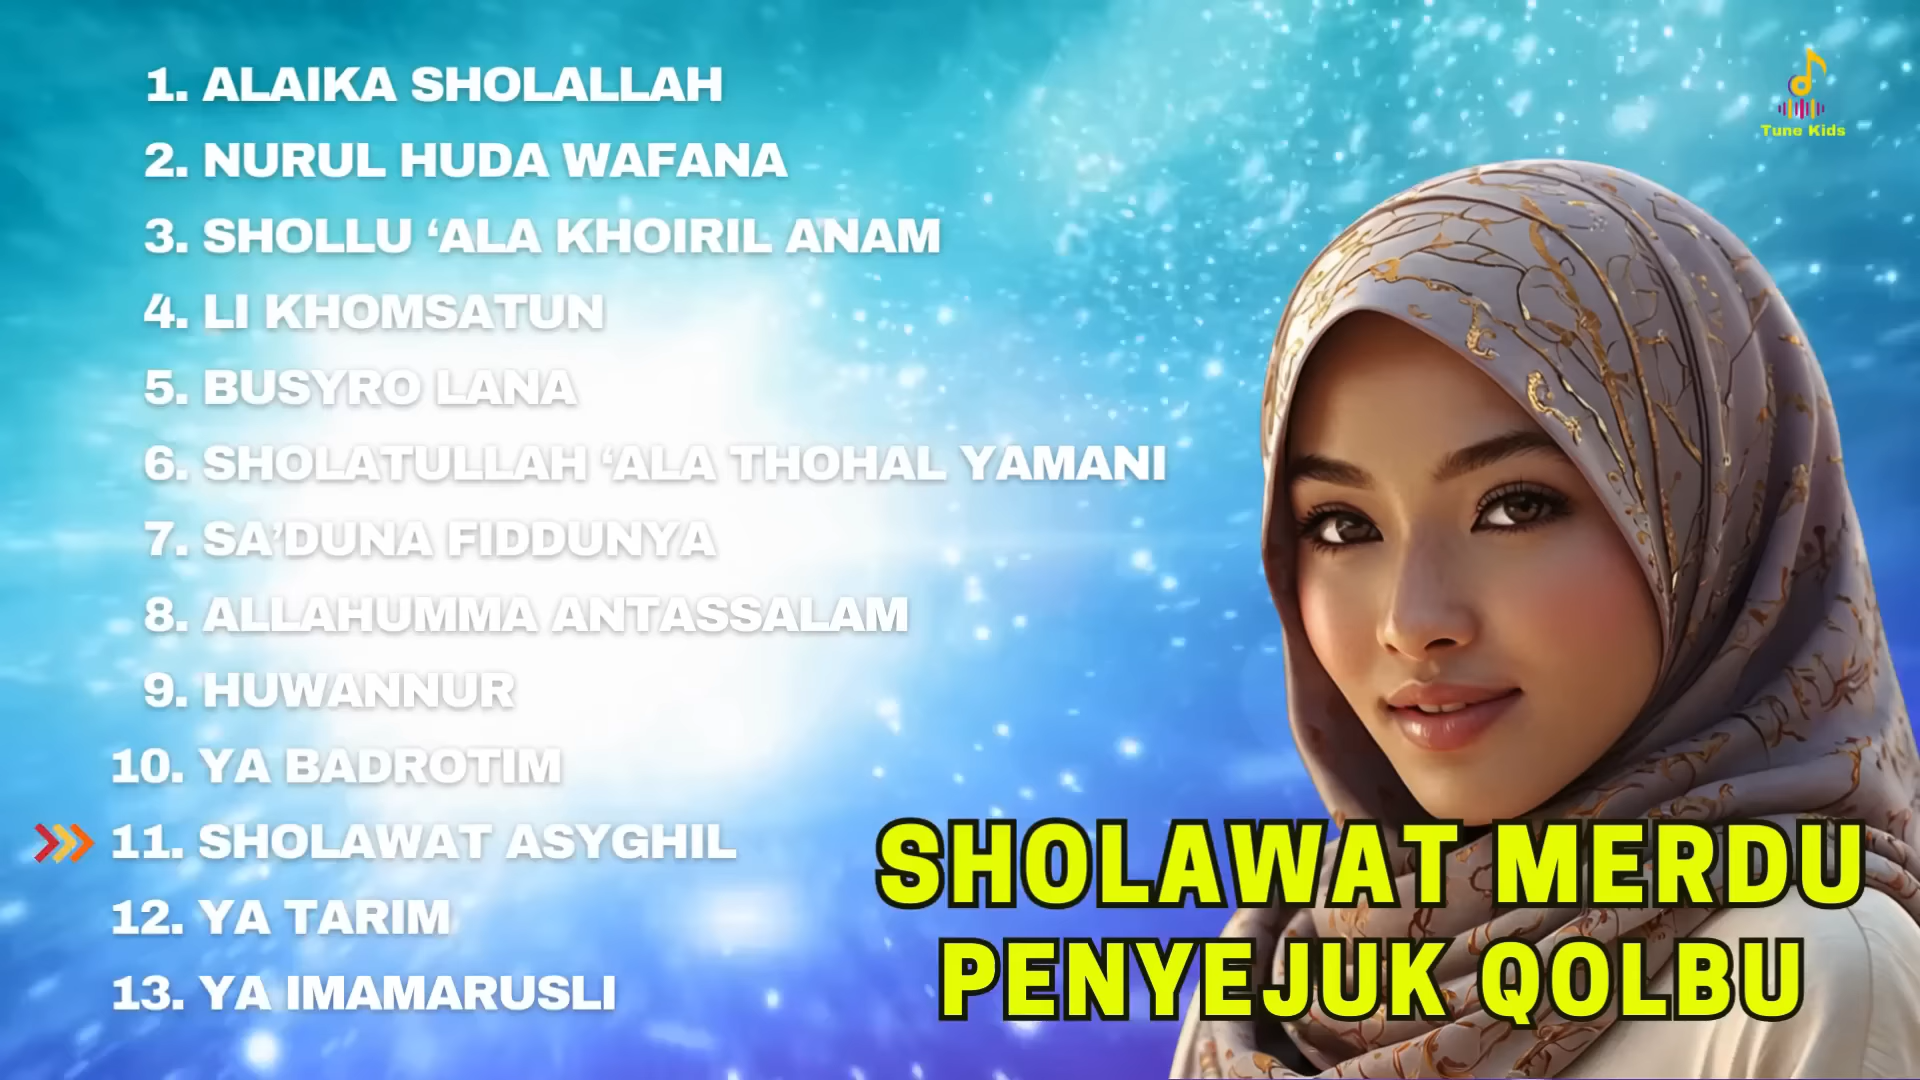 1. ALAIKA SHOLALLAH
2. NURUL HUDA WAFANA
3. SHOLLU ‘ALA KHOIRIL ANAM
4. LI KHOMSATUN
5. BUSYRO LANA
6. SHOLATULLAH ‘ALA THOHAL YAMANI
7. SA’DUNA FIDDUNYA
8. ALLAHUMMA ANTASSALAM
9. HUWANNUR
10. YA BADROTIM
11. SHOLAWAT ASYGHIL
12. YA TARIM
13. YA IMAMARUSLI
Tune Kids
SHOLAWAT MERDU
PENYEJUK QOLBU